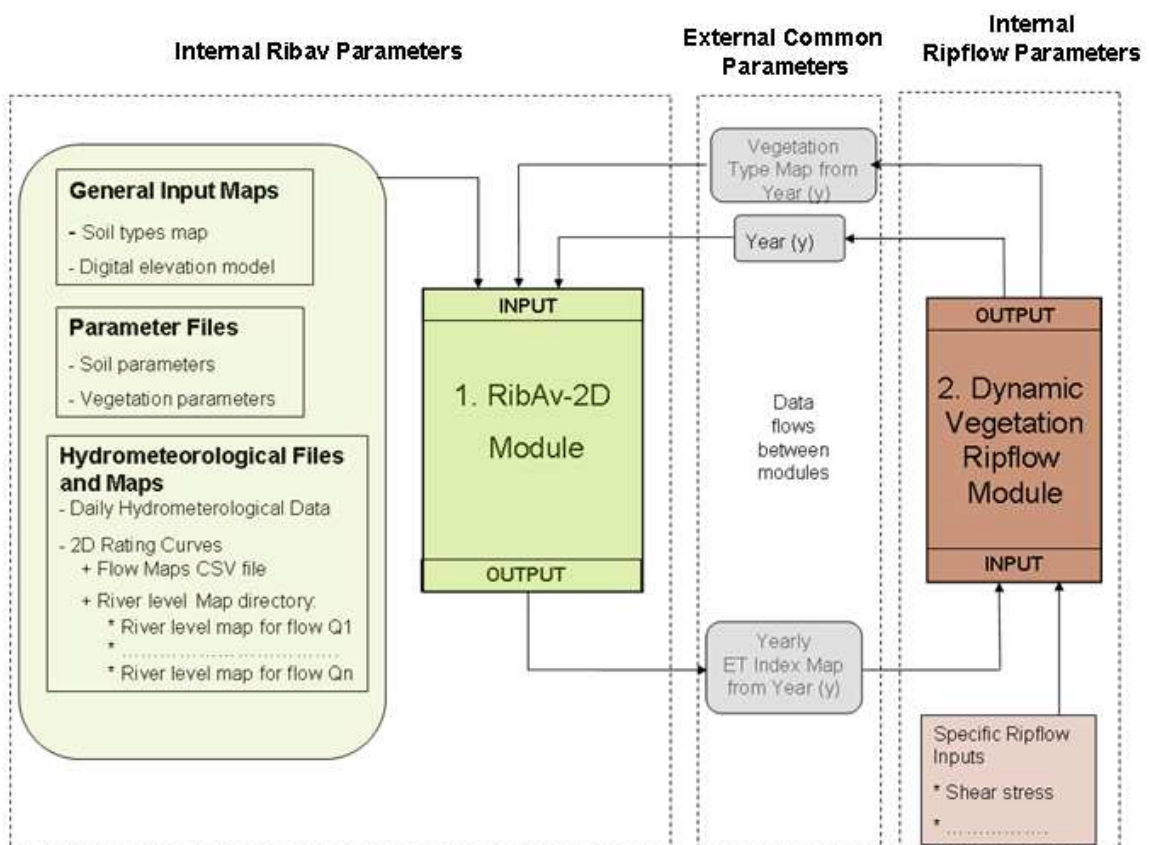 Internal Ribav Parameters
External Common
Parameters
Internal
Ripflow Parameters
General Input Maps
- Soil types map
- Digital elevation model
Parameter Files
- Soil parameters
- Vegetation parameters
Hydrometeorological Files
and Maps
- Daily Hydrometerological Data
- 2D Rating Curves
+ Flow Maps CSV file
+ River level Map directory:
* River level map for flow Q1
* ......................................
* River level map for flow Qn
INPUT
1. RibAv-2D
Module
OUTPUT
Vegetation
Type Map from
Year (y)
Year (y)
Data
flows
between
modules
Yearly
ET Index Map
from Year (y)
OUTPUT
2. Dynamic
Vegetation
Ripflow
Module
INPUT
Specific Ripflow
Inputs
* Shear stress
* ..................